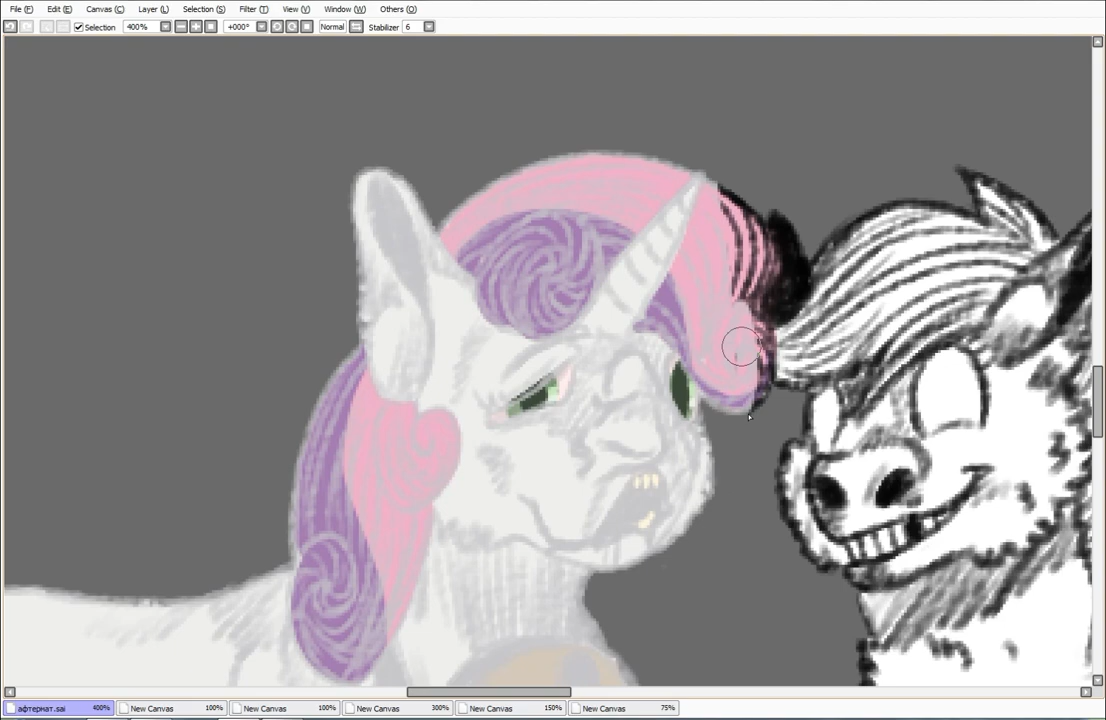 File (F) Edit (E) Canvas (C) Layer (L) Selection (S) Filter (T) View (V) Window (W) Others (O)
Selection 400% +000° Normal Stabilizer 6
афтермат.sai 400% New Canvas 100% New Canvas 100% New Canvas 300% New Canvas 150% New Canvas 75%